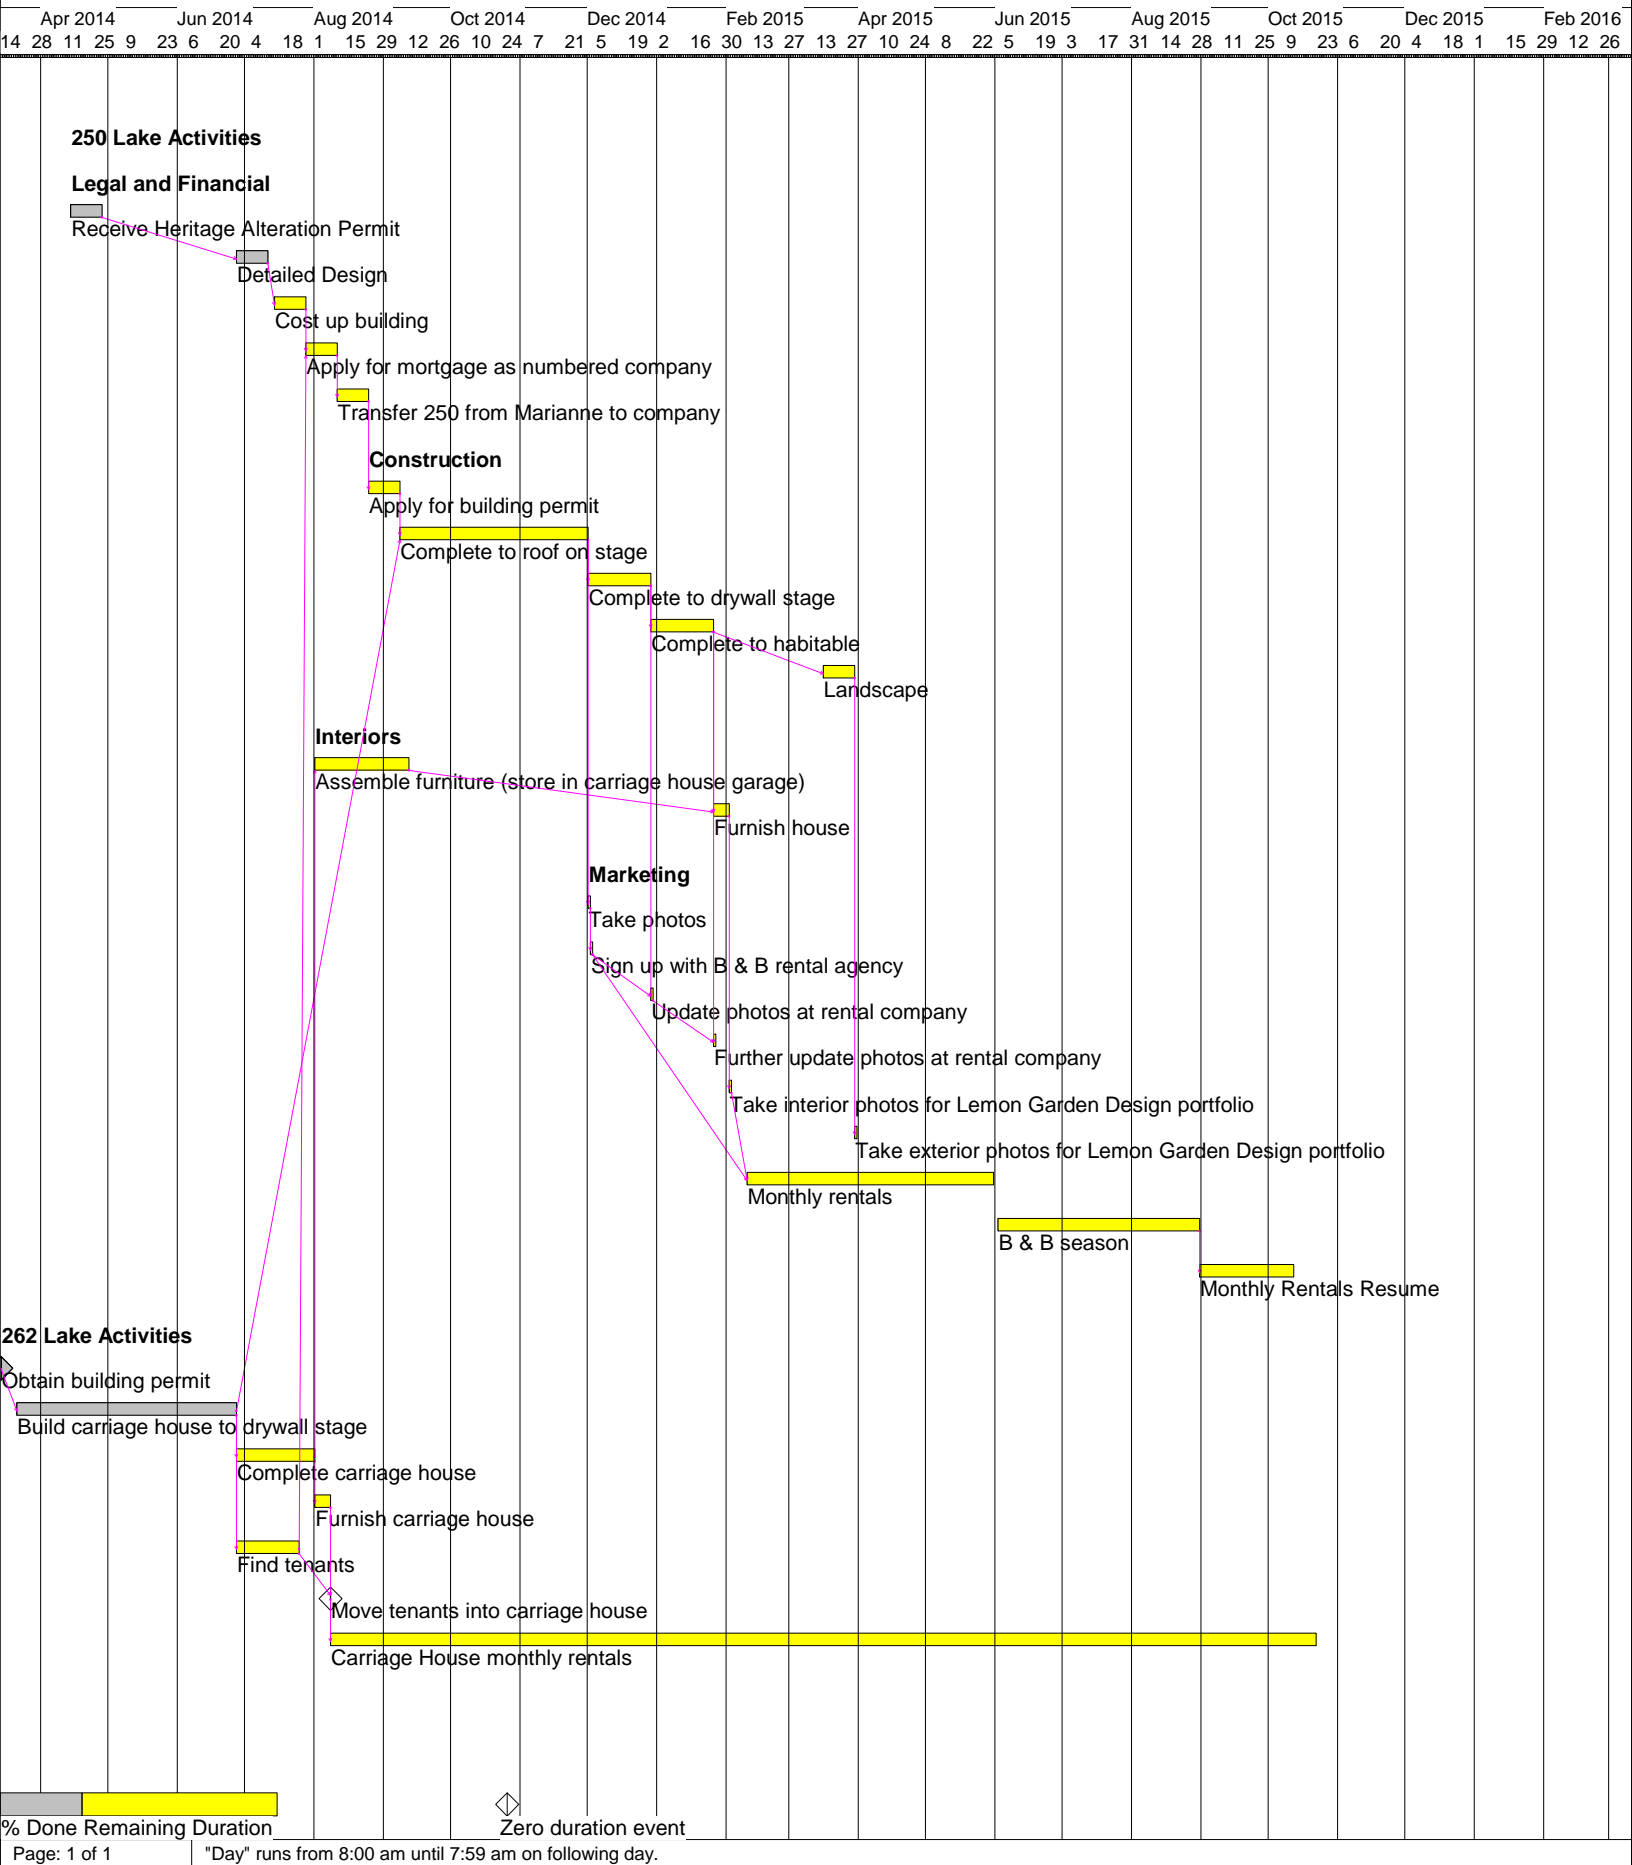 Apr 2014 Jun 2014 Aug 2014 Oct 2014 Dec 2014 Feb 2015 Apr 2015 Jun 2015 Aug 2015 Oct 2015 Dec 2015 Feb 2016
14 28 11 25 9 23 6 20 4 18 1 15 29 12 26 10 24 7 21 5 19 2 16 30 13 27 13 27 10 24 8 22 5 19 3 17 31 14 28 11 25 9 23 6 20 4 18 1 15 29 12 26
250 Lake Activities
Legal and Financial
Receive Heritage Alteration Permit
Detailed Design
Cost up building
Apply for mortgage as numbered company
Transfer 250 from Marianne to company
Construction
Apply for building permit
Complete to roof on stage
Complete to drywall stage
Complete to habitable
Landscape
Interiors
Assemble furniture (store in carriage house garage)
Furnish house
Marketing
Take photos
Sign up with B & B rental agency
Update photos at rental company
Further update photos at rental company
Take interior photos for Lemon Garden Design portfolio
Take exterior photos for Lemon Garden Design portfolio
Monthly rentals
B & B season
Monthly Rentals Resume
262 Lake Activities
Obtain building permit
Build carriage house to drywall stage
Complete carriage house
Furnish carriage house
Find tenants
Move tenants into carriage house
Carriage House monthly rentals
% Done Remaining Duration Zero duration event
Page: 1 of 1 "Day" runs from 8:00 am until 7:59 am on following day.